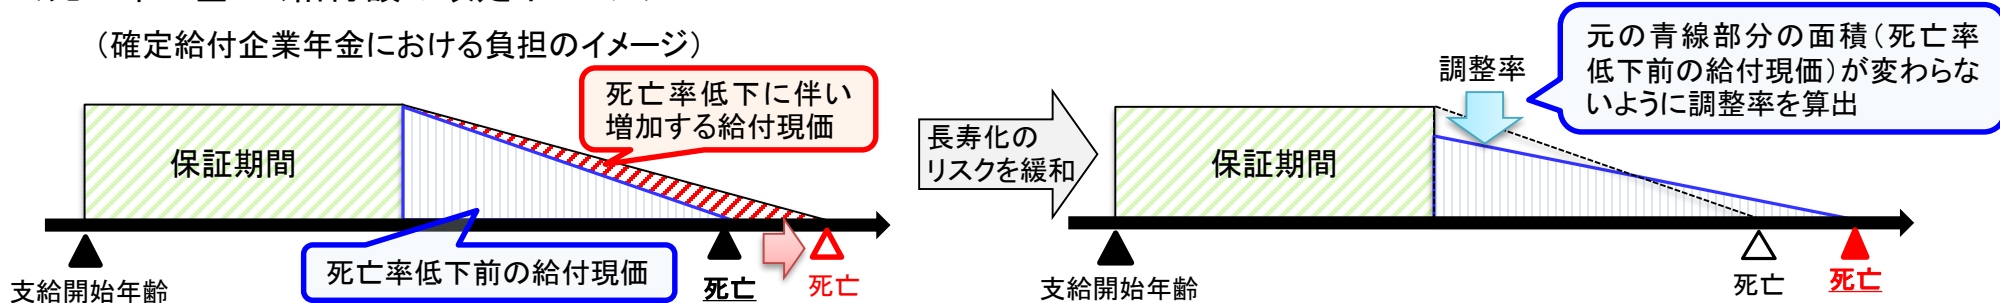 (確定給付企業年金における負担のイメージ)
死亡率低下に伴い
増加する給付現価
保証期間
死亡率低下前の給付現価
支給開始年齢
死亡
死亡
長寿化の
リスクを緩和
調整率
元の青線部分の面積(死亡率
低下前の給付現価)が変わらな
いように調整率を算出
保証期間
支給開始年齢
死亡
死亡